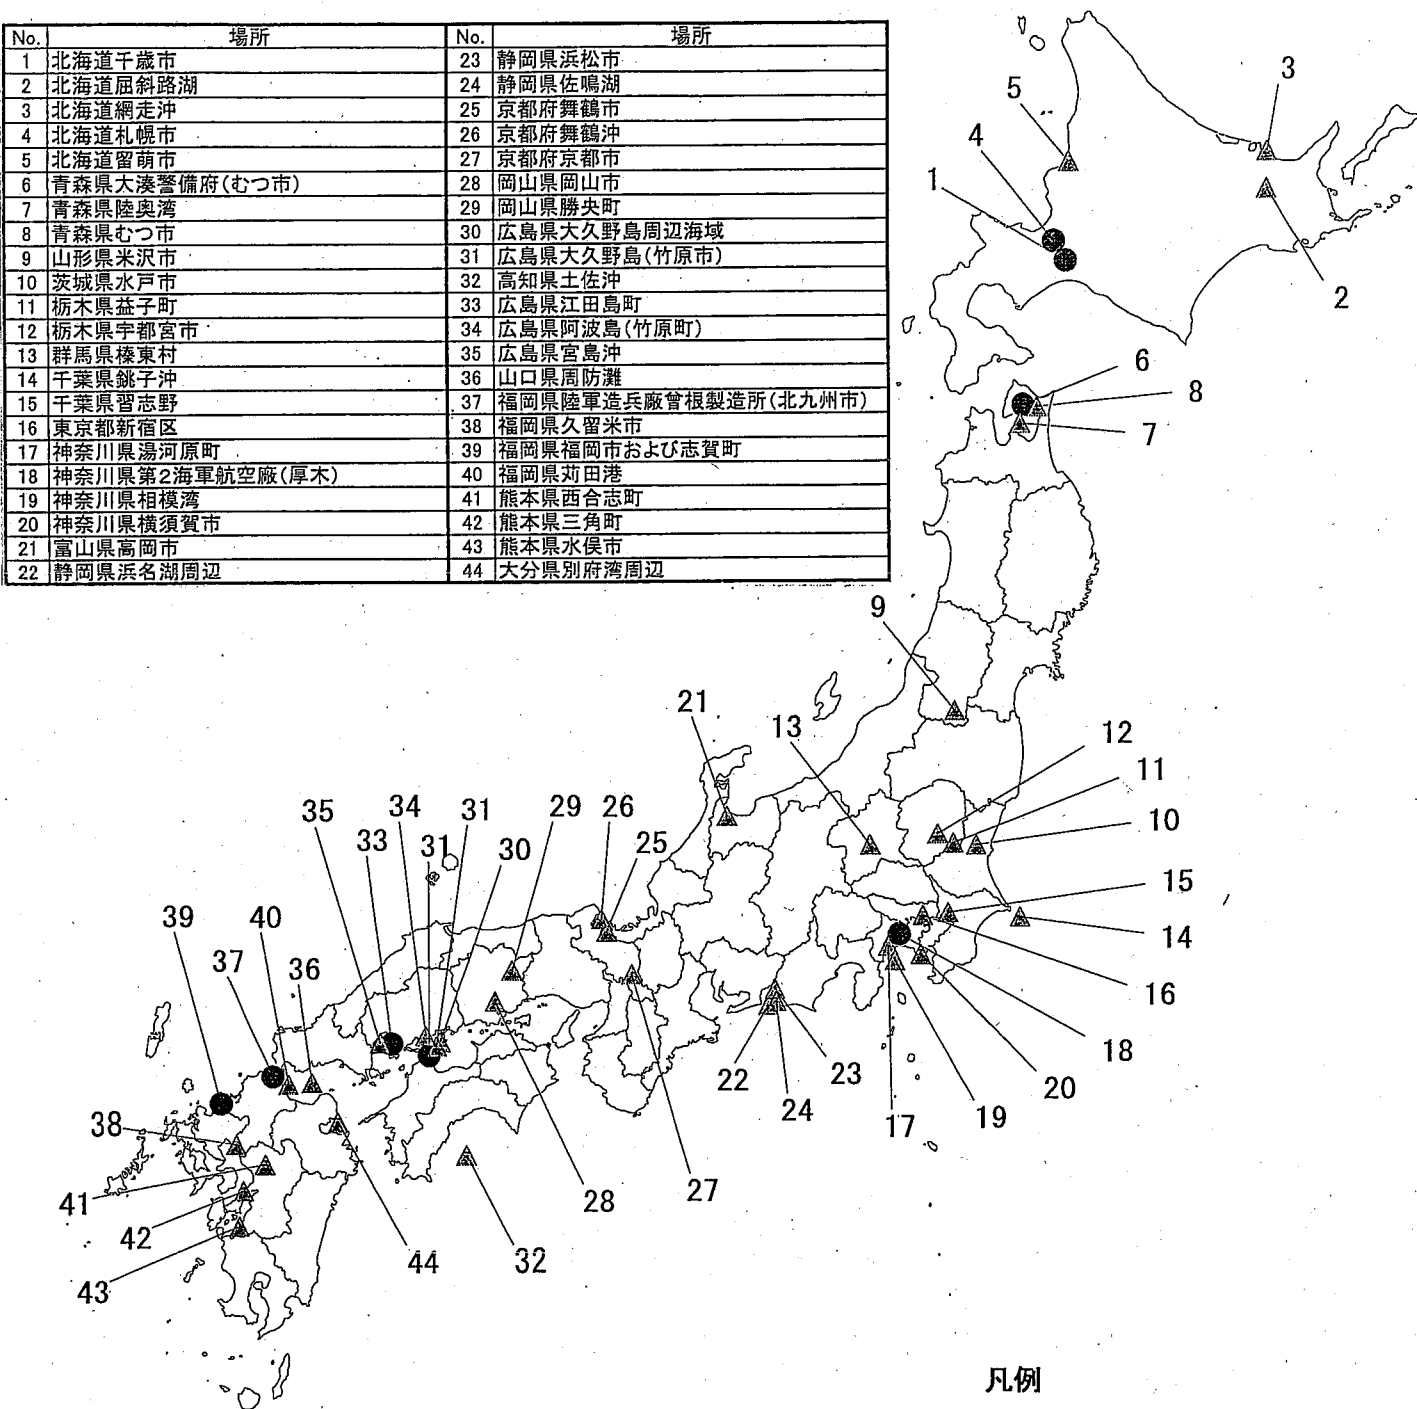 No. 場所 No. 場所
1 北海道千歳市 23 静岡県浜松市
2 北海道屈斜路湖 24 静岡県佐鳴湖
3 北海道網走沖 25 京都府舞鶴市
4 北海道札幌市 26 京都府舞鶴沖
5 北海道留萌市 27 京都府京都市
6 青森県大湊警備府(むつ市) 28 岡山県岡山市
7 青森県陸奥湾 29 岡山県勝央町
8 青森県むつ市 30 広島県大久野島周辺海域
9 山形県米沢市 31 広島県大久野島(竹原市)
10 茨城県水戸市 32 高知県土佐沖
11 栃木県益子町 33 広島県江田島町
12 栃木県宇都宮市 34 広島県阿波島(竹原町)
13 群馬県榛東村 35 広島県宮島沖
14 千葉県銚子沖 36 山口県周防灘
15 千葉県習志野 37 福岡県陸軍造兵廠曾根製造所(北九州市)
16 東京都新宿区 38 福岡県久留米市
17 神奈川県湯河原町 39 福岡県福岡市および志賀町
18 神奈川県第2海軍航空廠(厚木) 40 福岡県苅田港
19 神奈川県相模湾 41 熊本県西合志町
20 神奈川県横須賀市 42 熊本県三角町
21 富山県高岡市 43 熊本県水俣市
22 静岡県浜名湖周辺 44 大分県別府湾周辺
3
5
4
1
2
6
8
7
9
21
13
12
11
10
35
34
31
29
26
33
31
30
25
15
39
40
14
37
36
16
18
22
23
20
24
19
17
38
41
28
27
42
44
32
43
凡例